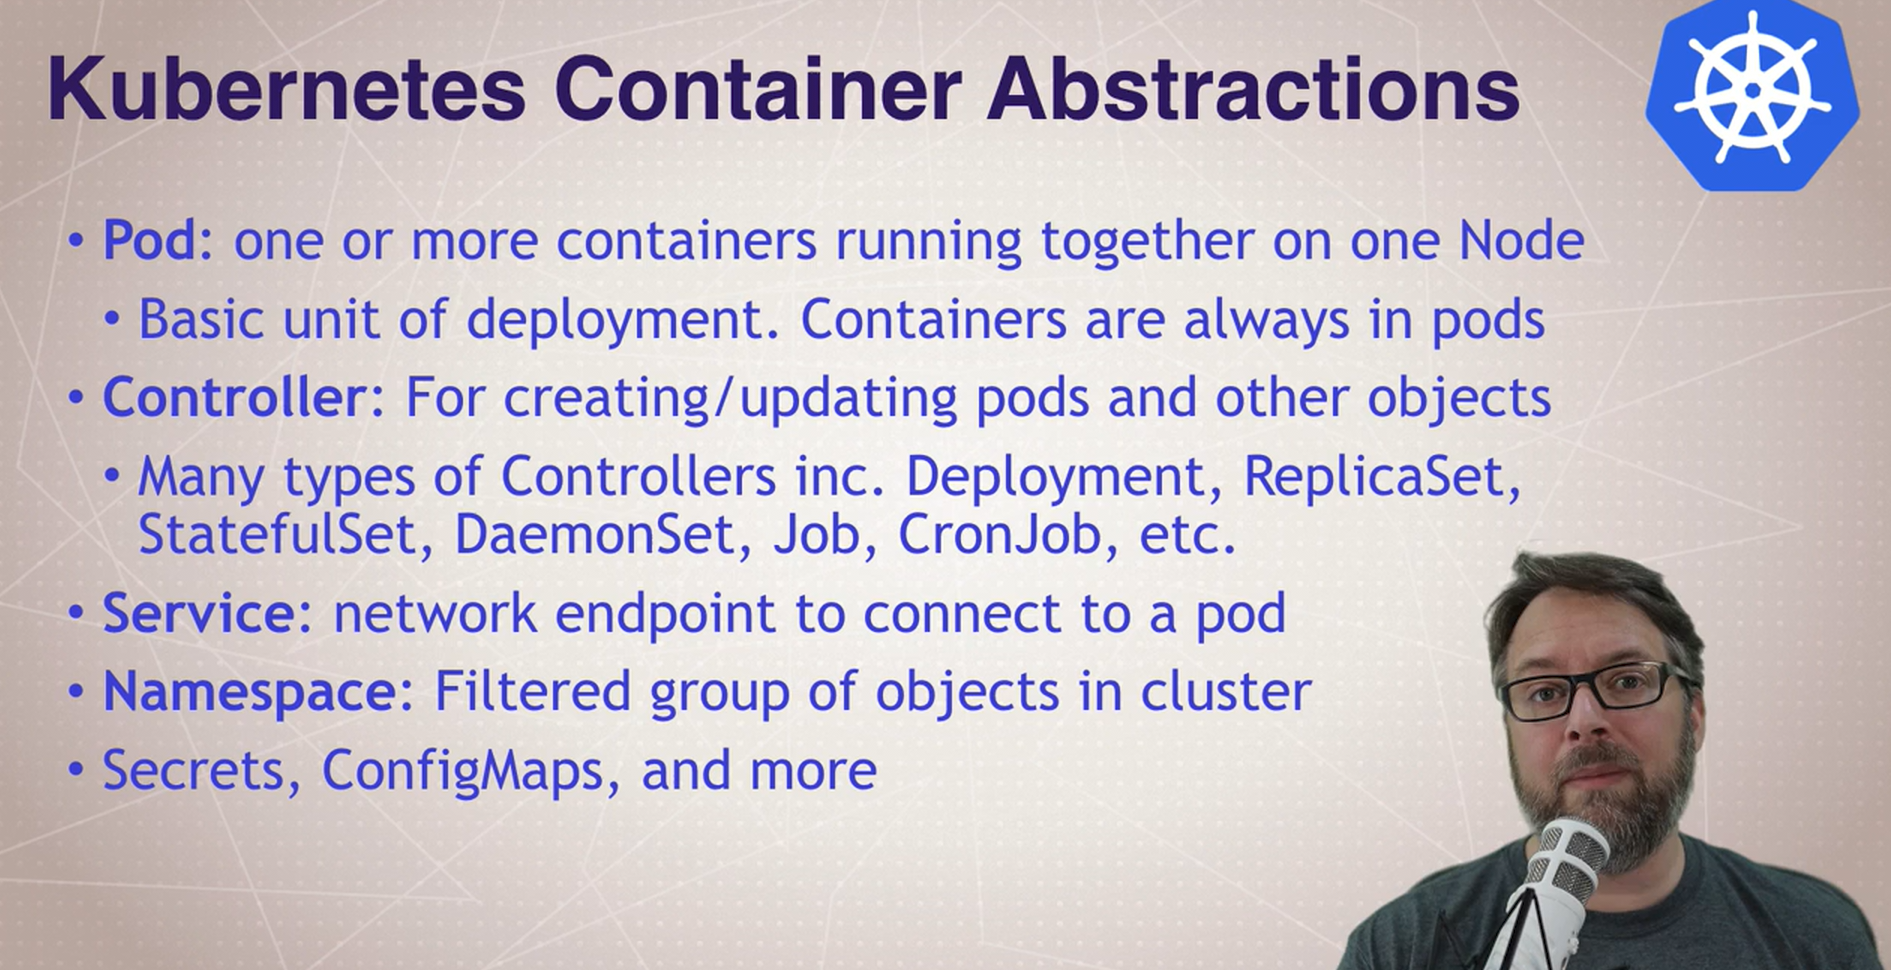 Kubernetes Container Abstractions
• Pod: one or more containers running together on one Node
• Basic unit of deployment. Containers are always in pods
• Controller: For creating/updating pods and other objects
• Many types of Controllers inc. Deployment, ReplicaSet,
StatefulSet, DaemonSet, Job, CronJob, etc.
• Service: network endpoint to connect to a pod
• Namespace: Filtered group of objects in cluster
• Secrets, ConfigMaps, and more